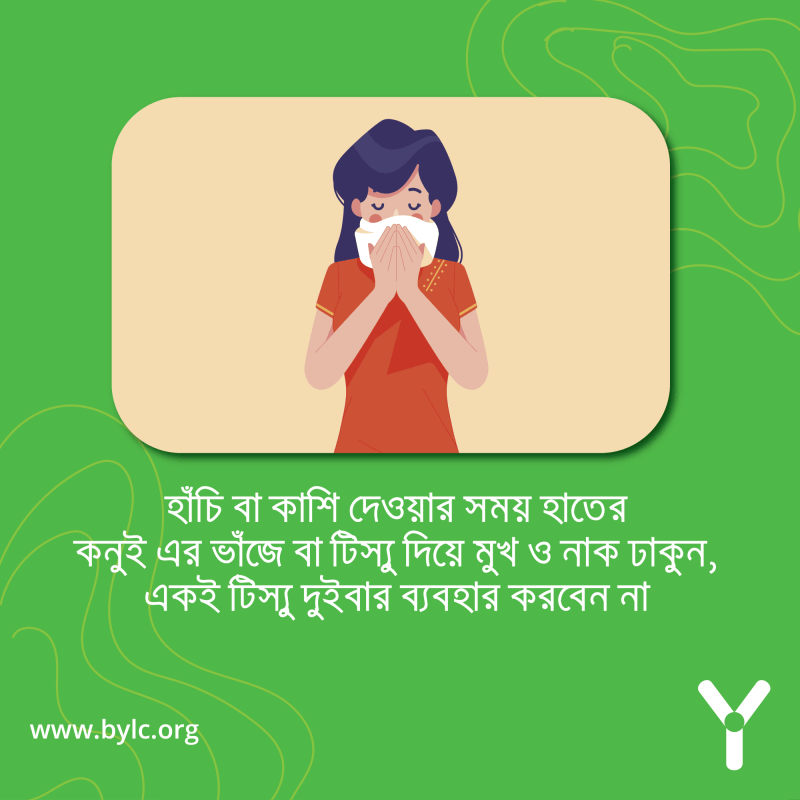 হাঁচি বা কাশি দেওয়ার সময় হাতের
কনুই এর ভাঁজে বা টিস্যু দিয়ে মুখ ও নাক ঢাকুন,
একই টিস্যু দুইবার ব্যবহার করবেন না
www.bylc.org